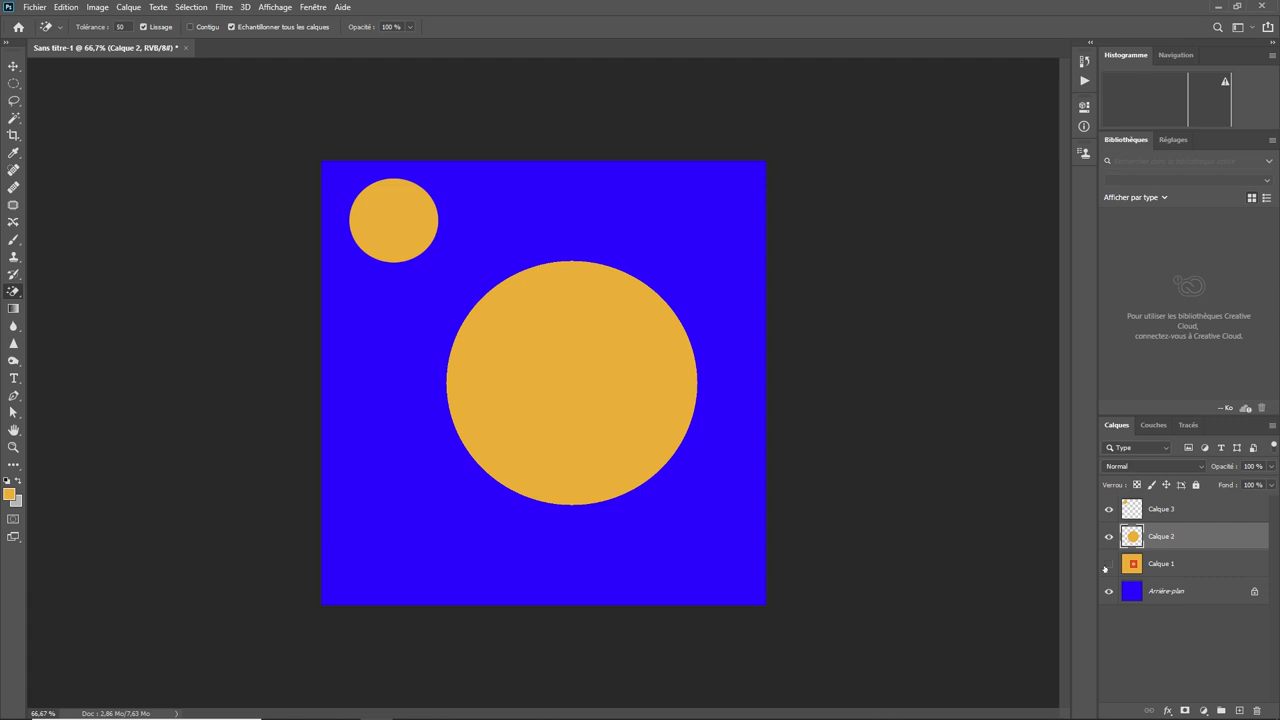 Ps Fichier Edition Image Calque Texte Sélection Filtre 3D Affichage Fenêtre Aide
Tolérance : 50 Lissage Contigu Echantillonner tous les calques Opacité : 100 %
Sans titre-1 @ 66,7% (Calque 2, RVB/8#) *
Histogramme Navigation
Bibliothèques Réglages
Afficher par type
Pour utiliser les bibliothèques Creative
Cloud,
connectez-vous à Creative Cloud.
-- Ko
Calques Couches Tracés
Type
Normal Opacité : 100 %
Verrou : Fond : 100 %
Calque 3
Calque 2
Calque 1
Arrière-plan
66,67 % Doc : 2,86 Mo/7,63 Mo